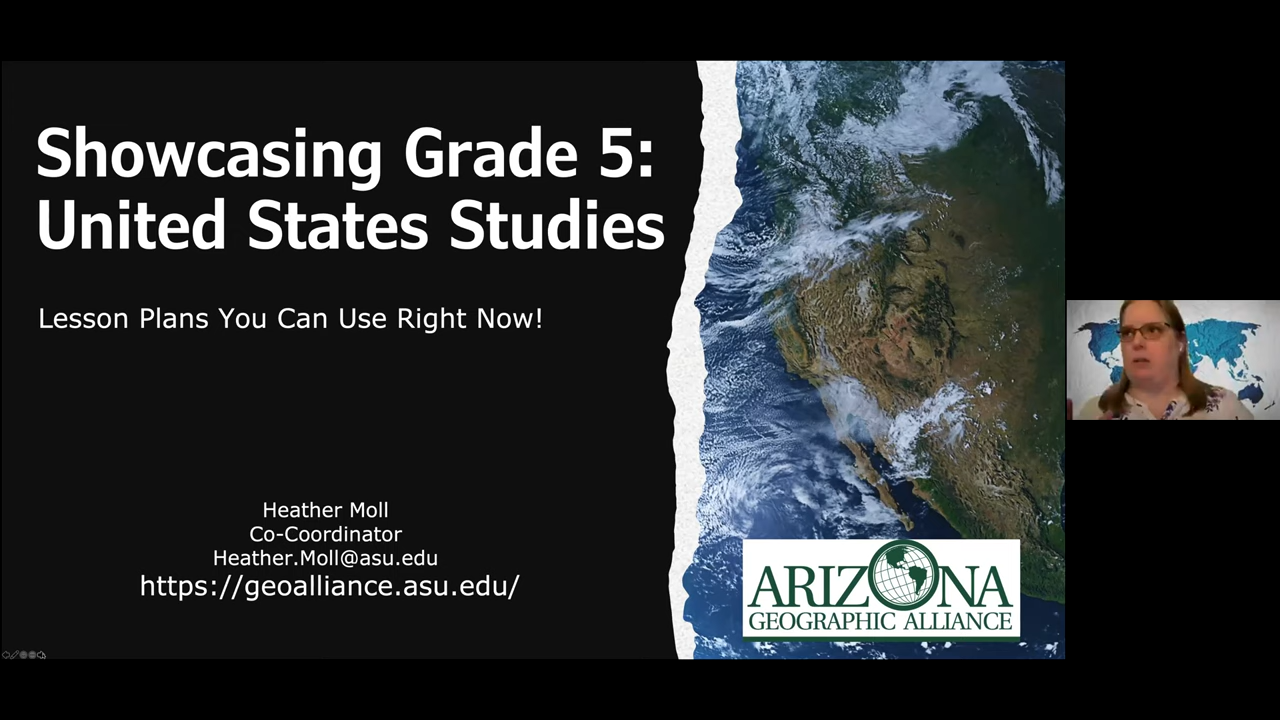 Showcasing Grade 5:
United States Studies
Lesson Plans You Can Use Right Now!
Heather Moll
Co-Coordinator
Heather.Moll@asu.edu
https://geoalliance.asu.edu/
ARIZONA
GEOGRAPHIC ALLIANCE